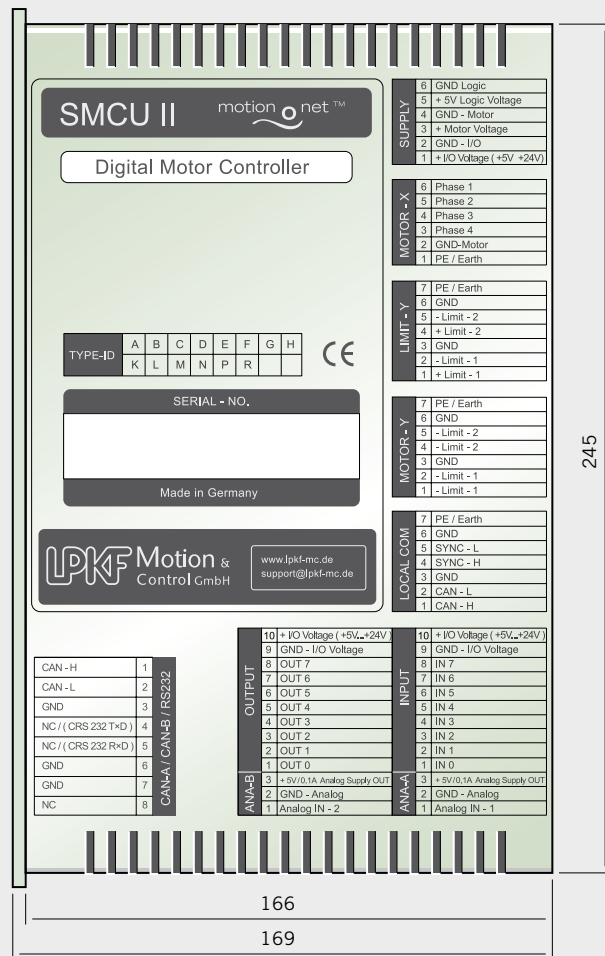 SMCU II
motion o net ™
Digital Motor Controller
TYPE-ID A B C D E F G H
K L M N P R
CE
SERIAL - NO.
Made in Germany
LPKF Motion &
Control GmbH
www.lpkf-mc.de
support@lpkf-mc.de
SUPPLY
6 GND Logic
5 + 5V Logic Voltage
4 GND - Motor
3 + Motor Voltage
2 GND - I/O
1 + I/O Voltage ( +5V +24V)
MOTOR - X
6 Phase 1
5 Phase 2
4 Phase 3
3 Phase 4
2 GND-Motor
1 PE / Earth
LIMIT - Y
7 PE / Earth
6 GND
5 - Limit - 2
4 + Limit - 2
3 GND
2 - Limit - 1
1 + Limit - 1
MOTOR - Y
7 PE / Earth
6 GND
5 - Limit - 2
4 - Limit - 2
3 GND
2 - Limit - 1
1 - Limit - 1
LOCAL COM
7 PE / Earth
6 GND
5 SYNC - L
4 SYNC - H
3 GND
2 CAN - L
1 CAN - H
CAN - H 1
CAN - L 2
GND 3
NC / ( CRS 232 T×D ) 4
NC / ( CRS 232 R×D ) 5
GND 6
GND 7
NC 8
CAN-A / CAN-B / RS232
OUTPUT
10 + I/O Voltage ( +5V...+24V )
9 GND - I/O Voltage
8 OUT 7
7 OUT 6
6 OUT 5
5 OUT 4
4 OUT 3
3 OUT 2
2 OUT 1
1 OUT 0
ANA-B
3 + 5V/0,1A Analog Supply OUT
2 GND - Analog
1 Analog IN - 2
INPUT
10 + I/O Voltage ( +5V...+24V )
9 GND - I/O Voltage
8 IN 7
7 IN 6
6 IN 5
5 IN 4
4 IN 3
3 IN 2
2 IN 1
1 IN 0
ANA-A
3 + 5V/0,1A Analog Supply OUT
2 GND - Analog
1 Analog IN - 1
245
166
169